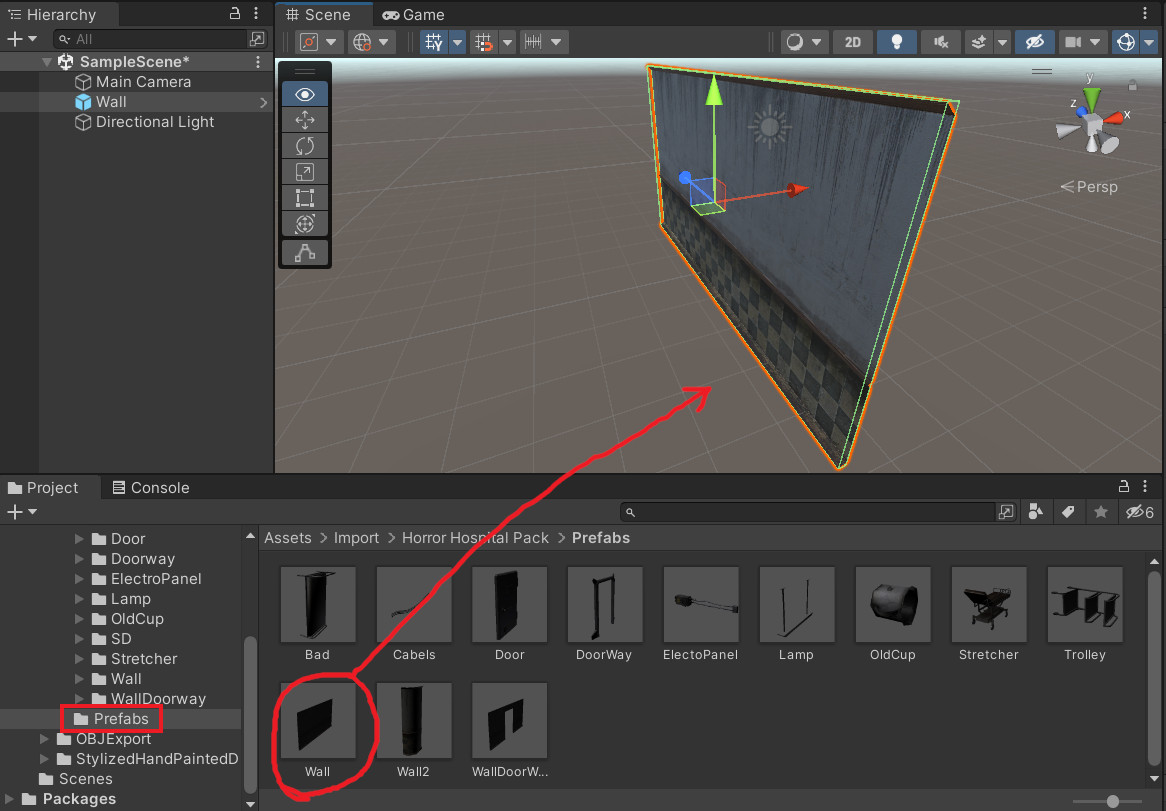 Hierarchy
All
SampleScene*
Main Camera
Wall
Directional Light
Scene
Game
2D
y
z
x
Persp
Project
Console
6
Door
Doorway
ElectroPanel
Lamp
OldCup
SD
Stretcher
Wall
WallDoorway
Prefabs
OBJExport
StylizedHandPaintedD
Scenes
Packages
Assets > Import > Horror Hospital Pack > Prefabs
Bad
Cabels
Door
DoorWay
ElectoPanel
Lamp
OldCup
Stretcher
Trolley
Wall
Wall2
WallDoorW...